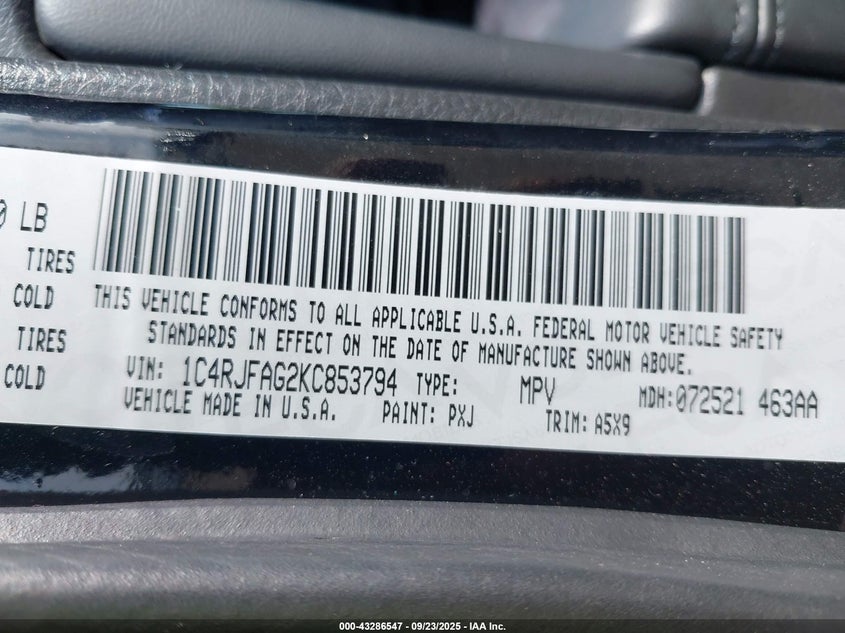 0 LB
TIRES
COLD
TIRES
COLD
THIS VEHICLE CONFORMS TO ALL APPLICABLE U.S.A. FEDERAL MOTOR VEHICLE SAFETY
STANDARDS IN EFFECT ON THE DATE OF MANUFACTURE SHOWN ABOVE.
VIN: 1C4RJFAG2KC853794 TYPE: MPV MDH:072521 463AA
VEHICLE MADE IN U.S.A. PAINT: PXJ TRIM: A5X9
000-43286547 - 09/23/2025 - IAA Inc.